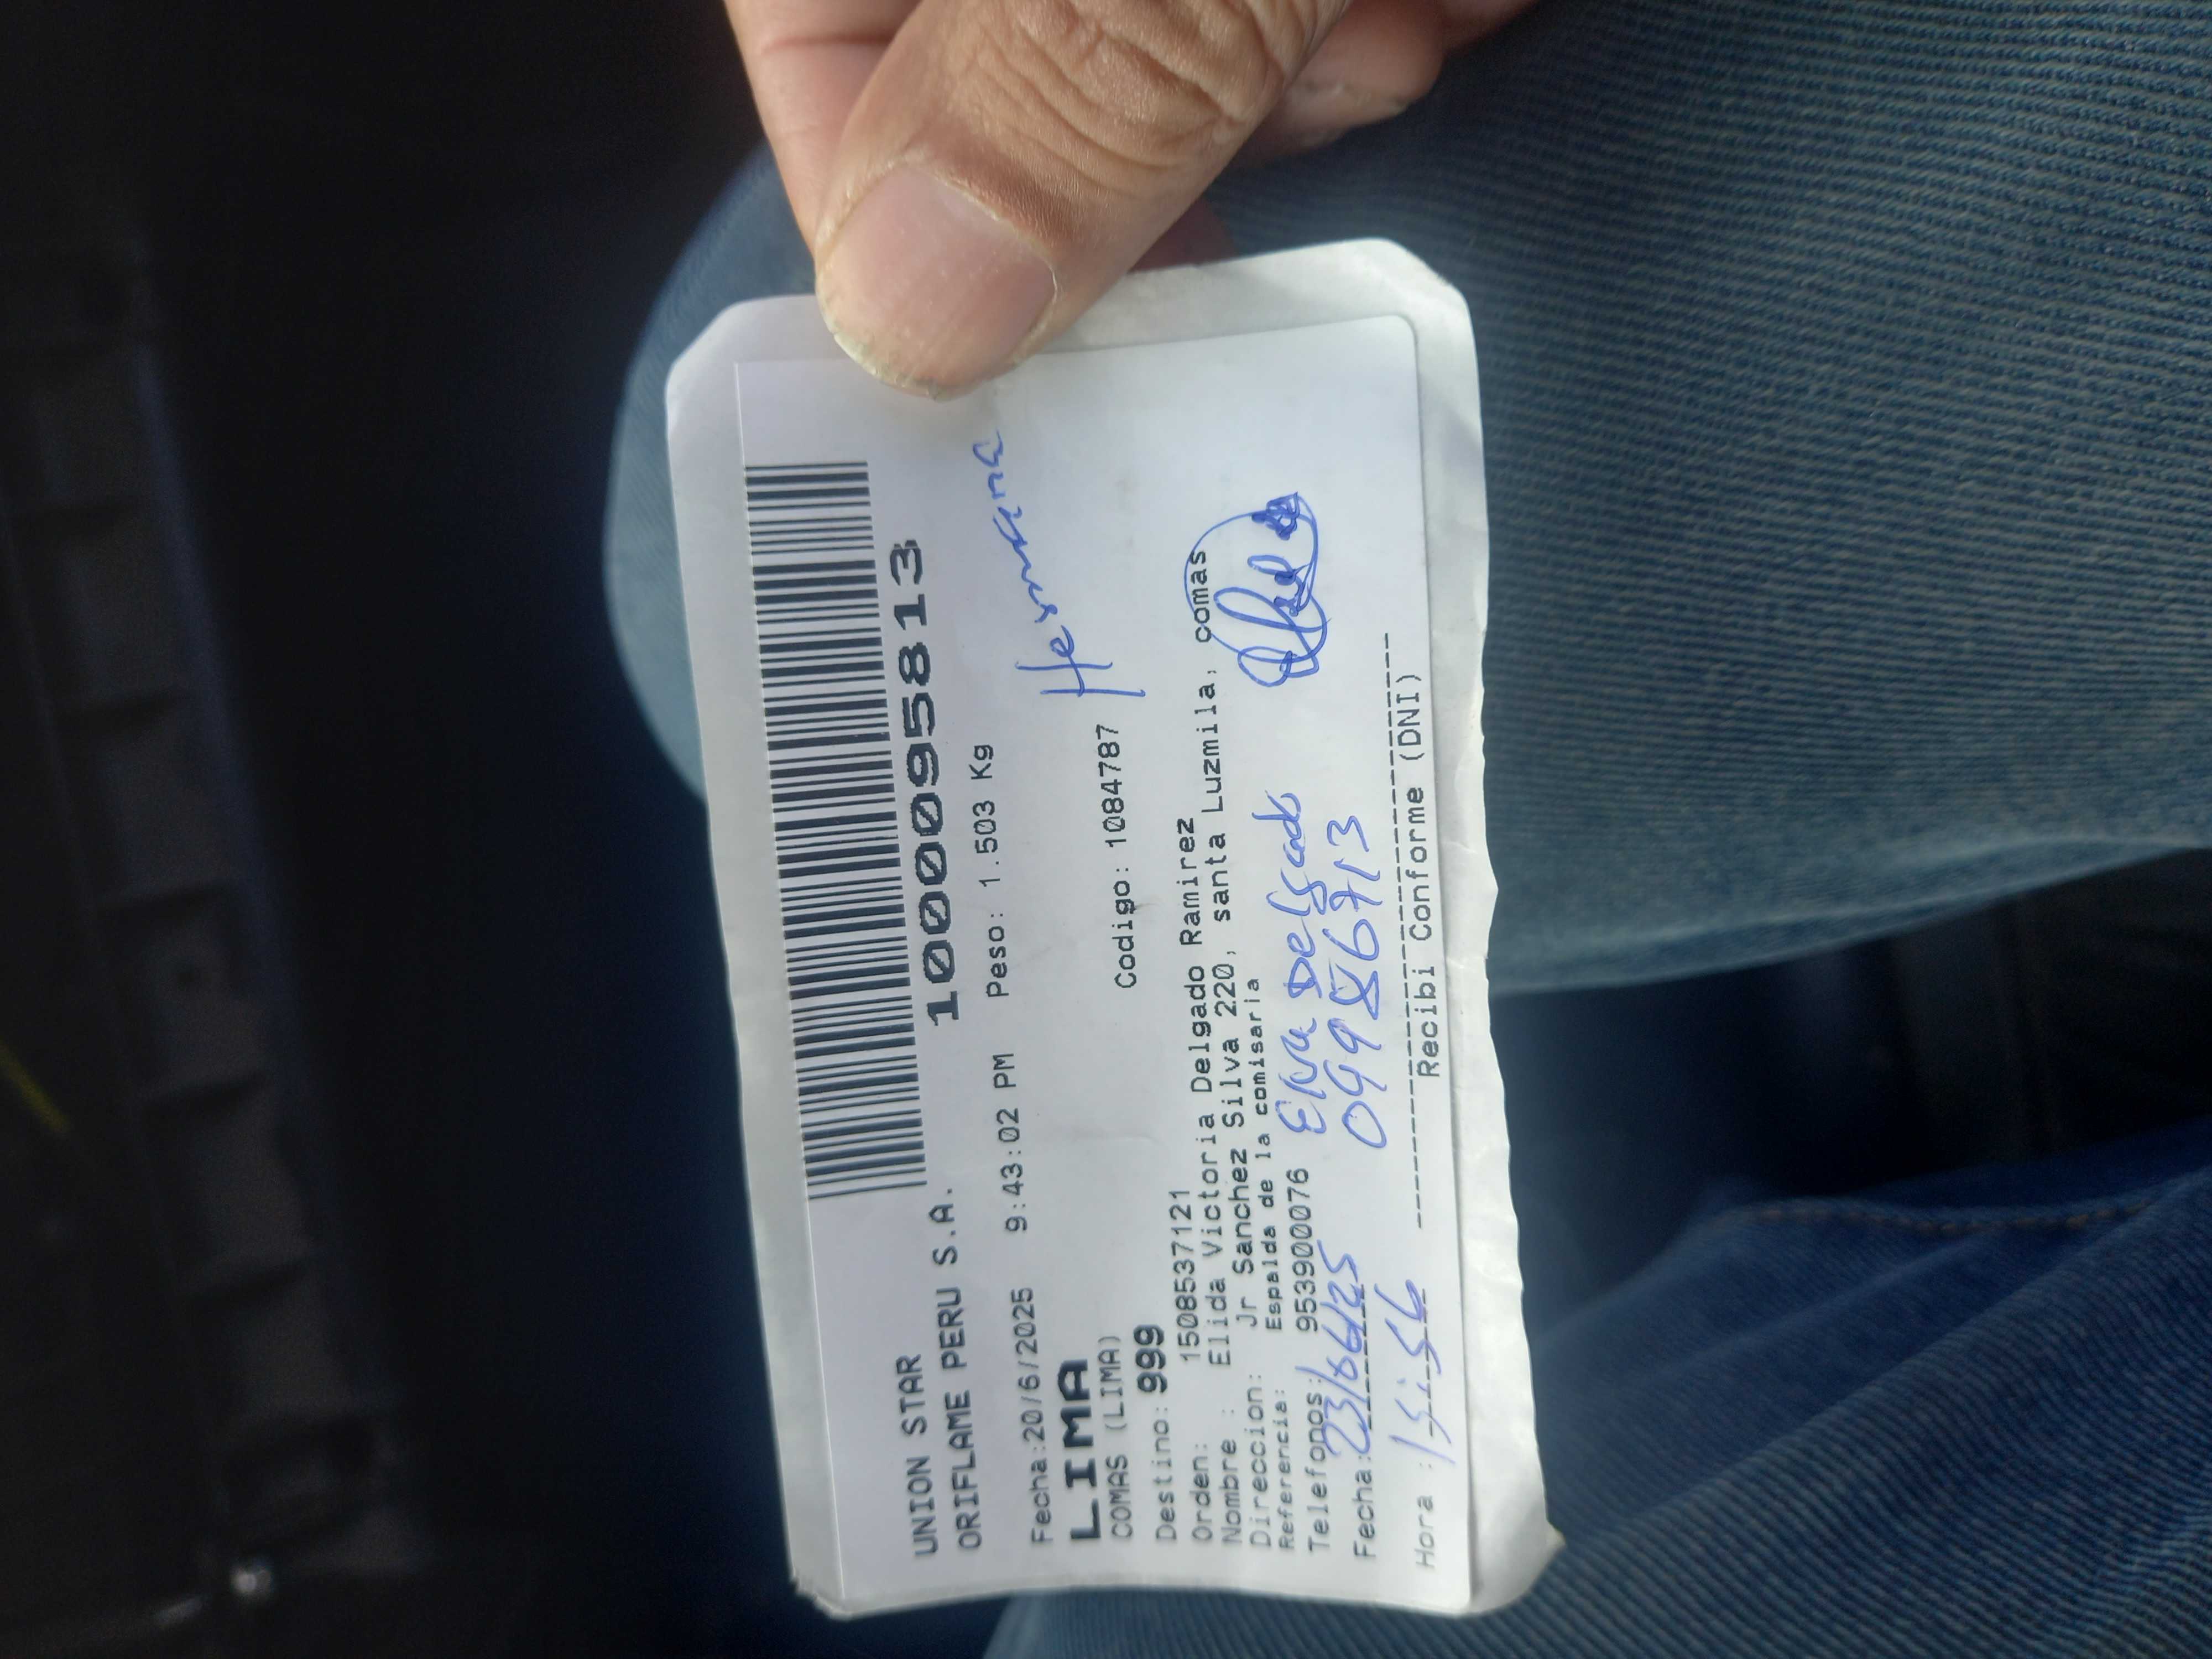 UNION STAR
ORIFLAME PERU S.A. 1000095813
Fecha:20/6/2025 9:43:02 PM Peso: 1.503 Kg
LIMA Hermina
COMAS (LIMA) Codigo: 1084787
Destino: 999
Orden: 1508537121
Nombre : Elida Victoria Delgado Ramirez
Direccion: Jr Sanchez Silva 220, santa Luzmila, comas
Referencia: Espalda de la comisaria
Telefonos: 953900076 Elva Delgado
Fecha: 23/06/25
Hora : 15:56
Recibi Conforme (DNI)